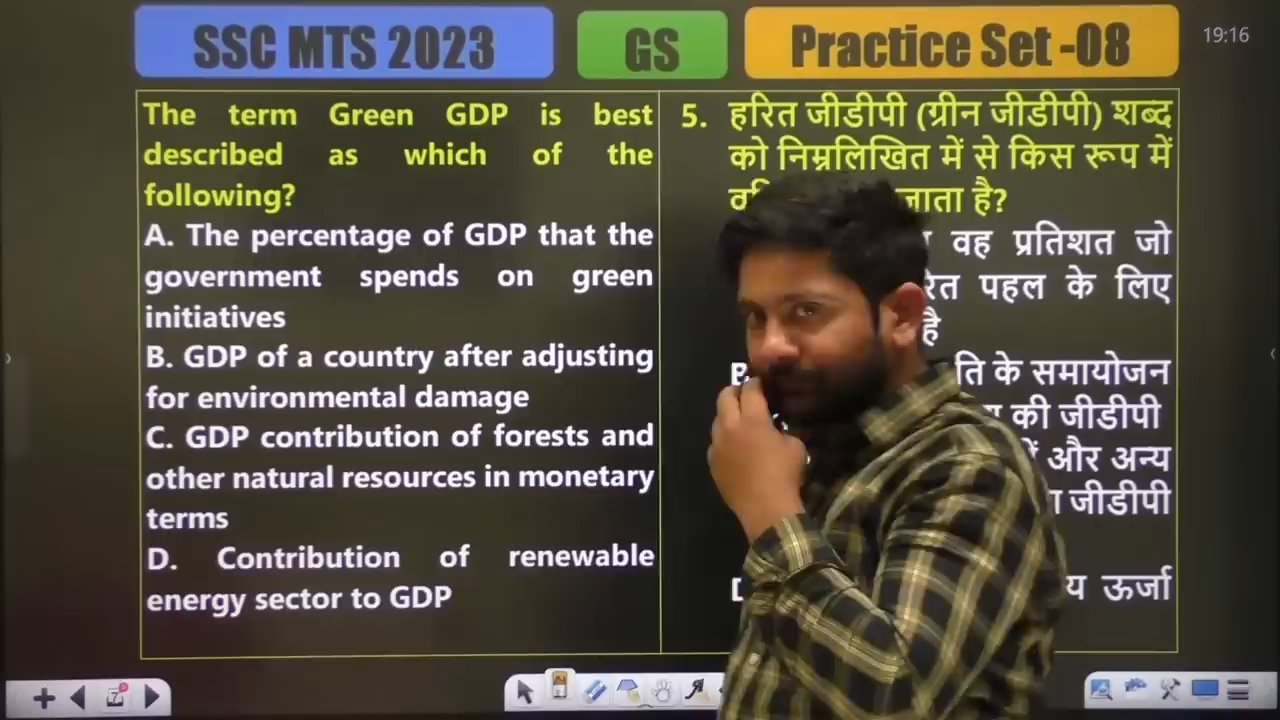 SSC MTS 2023
GS
Practice Set -08
19:16
The term Green GDP is best
described as which of the
following?
A. The percentage of GDP that the
government spends on green
initiatives
B. GDP of a country after adjusting
for environmental damage
C. GDP contribution of forests and
other natural resources in monetary
terms
D. Contribution of renewable
energy sector to GDP
5. हरित जीडीपी (ग्रीन जीडीपी) शब्द
को निम्नलिखित में से किस रूप में
जाता है?
वह प्रतिशत जो
पहल के लिए
है
के समायोजन
की जीडीपी
और अन्य
जीडीपी
ऊर्जा